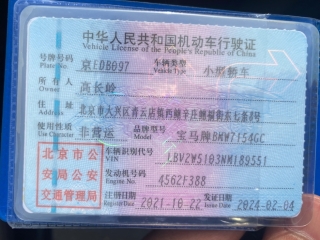 中华人民共和国机动车行驶证
Vehicle License of the People's Republic of China
号牌号码 Plate No. 京EDB097 车辆类型 Vehicle Type 小型轿车
所有人 Owner 高长岭
住址 Address 北京市大兴区青云店镇
使用性质 Use Character 非营运 品牌型号 Model 宝马牌BMW7154GC
北京市公安局公安交通管理局
车辆识别代号 VIN LBV2W5103NM189551
发动机号码 Engine No. 4562F3B8
注册日期 Register Date 2021-10-22 发证日期 Issue Date 2024-02-04